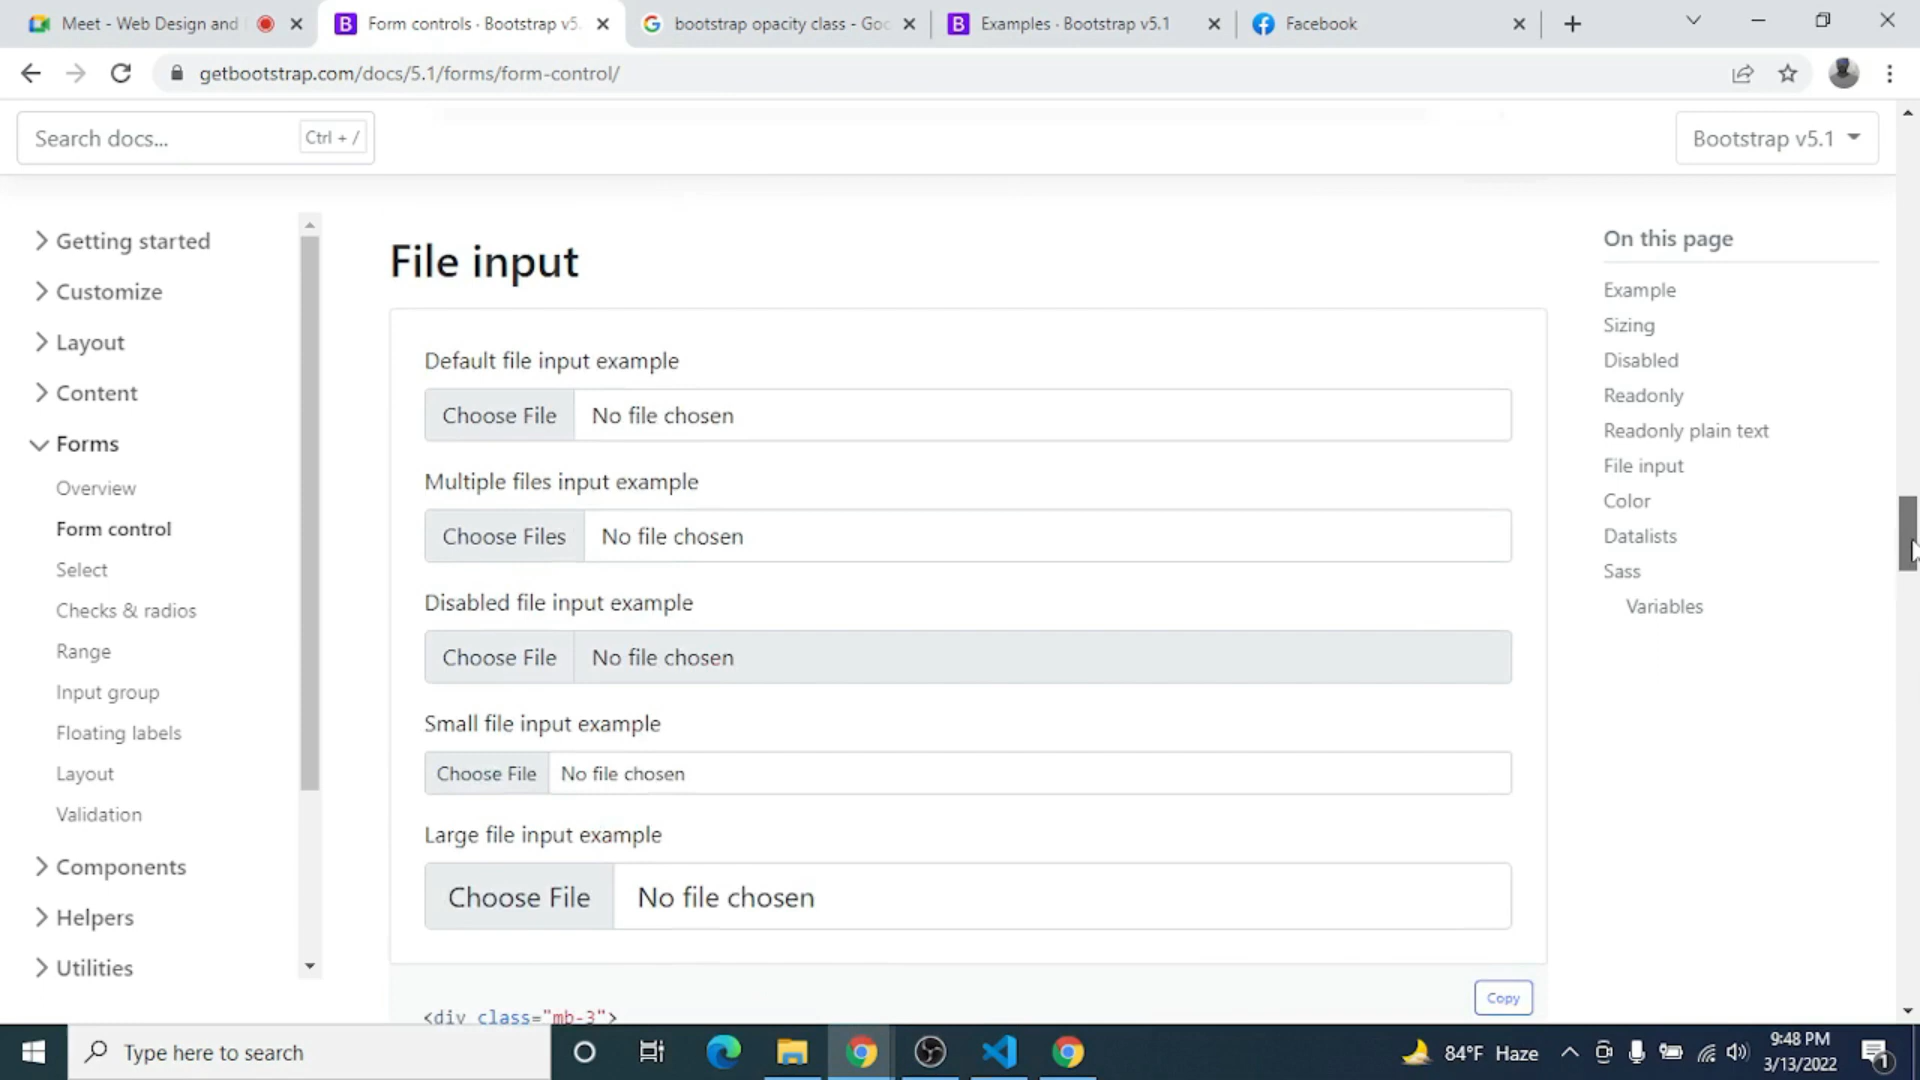 Meet - Web Design and
Form controls · Bootstrap v5.
bootstrap opacity class - Goo
Examples · Bootstrap v5.1
Facebook
getbootstrap.com/docs/5.1/forms/form-control/
Search docs...
Ctrl + /
Bootstrap v5.1
Getting started
Customize
Layout
Content
Forms
Overview
Form control
Select
Checks & radios
Range
Input group
Floating labels
Layout
Validation
Components
Helpers
Utilities
File input
Default file input example
Choose File
No file chosen
Multiple files input example
Choose Files
No file chosen
Disabled file input example
Choose File
No file chosen
Small file input example
Choose File
No file chosen
Large file input example
Choose File
No file chosen
Copy
<div class="mb-3">
On this page
Example
Sizing
Disabled
Readonly
Readonly plain text
File input
Color
Datalists
Sass
Variables
Type here to search
84°F Haze
9:48 PM
3/13/2022
1